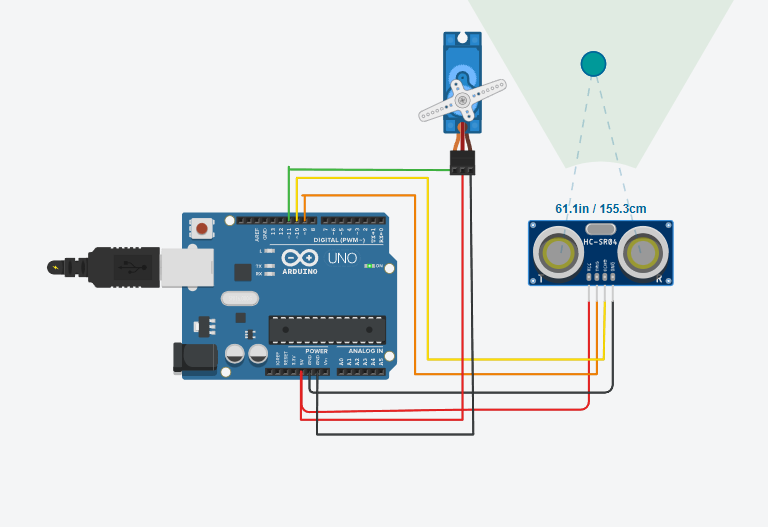 61.1in / 155.3cm
HC-SR04
VCC
TRIG
ECHO
GND
T
R
AREF
GND
13
12
~11
~10
~9
8
7
~6
~5
4
~3
2
TX→1
RX←0
DIGITAL (PWM~)
L
TX
RX
ARDUINO
UNO
ON
IOREF
RESET
3.3V
5V
GND
GND
Vin
POWER
ANALOG IN
A0
A1
A2
A3
A4
A5